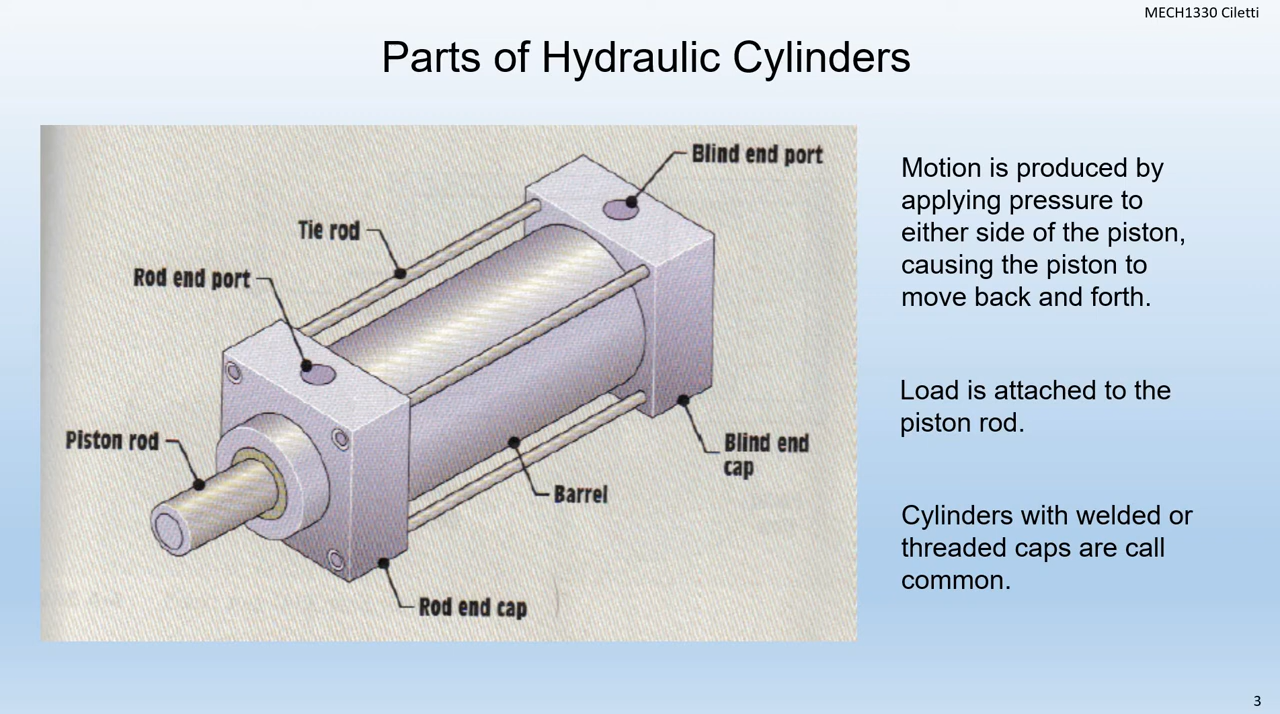 MECH1330 Ciletti
Parts of Hydraulic Cylinders
Blind end port
Tie rod
Rod end port
Piston rod
Blind end
cap
Barrel
Rod end cap
Motion is produced by
applying pressure to
either side of the piston,
causing the piston to
move back and forth.
Load is attached to the
piston rod.
Cylinders with welded or
threaded caps are call
common.
3